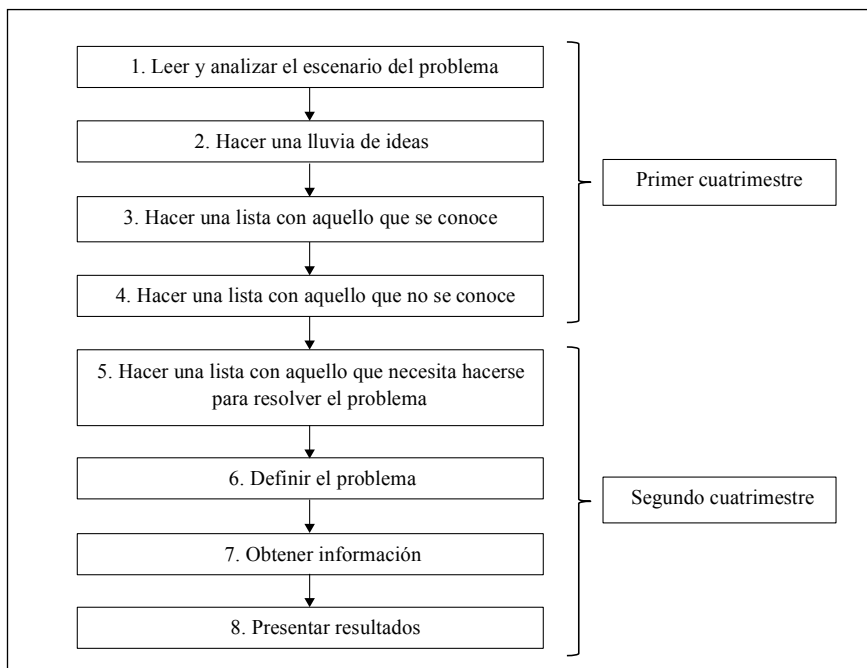 1. Leer y analizar el escenario del problema
2. Hacer una lluvia de ideas
Primer cuatrimestre
3. Hacer una lista con aquello que se conoce
4. Hacer una lista con aquello que no se conoce
5. Hacer una lista con aquello que necesita hacerse
para resolver el problema
6. Definir el problema
Segundo cuatrimestre
7. Obtener información
8. Presentar resultados